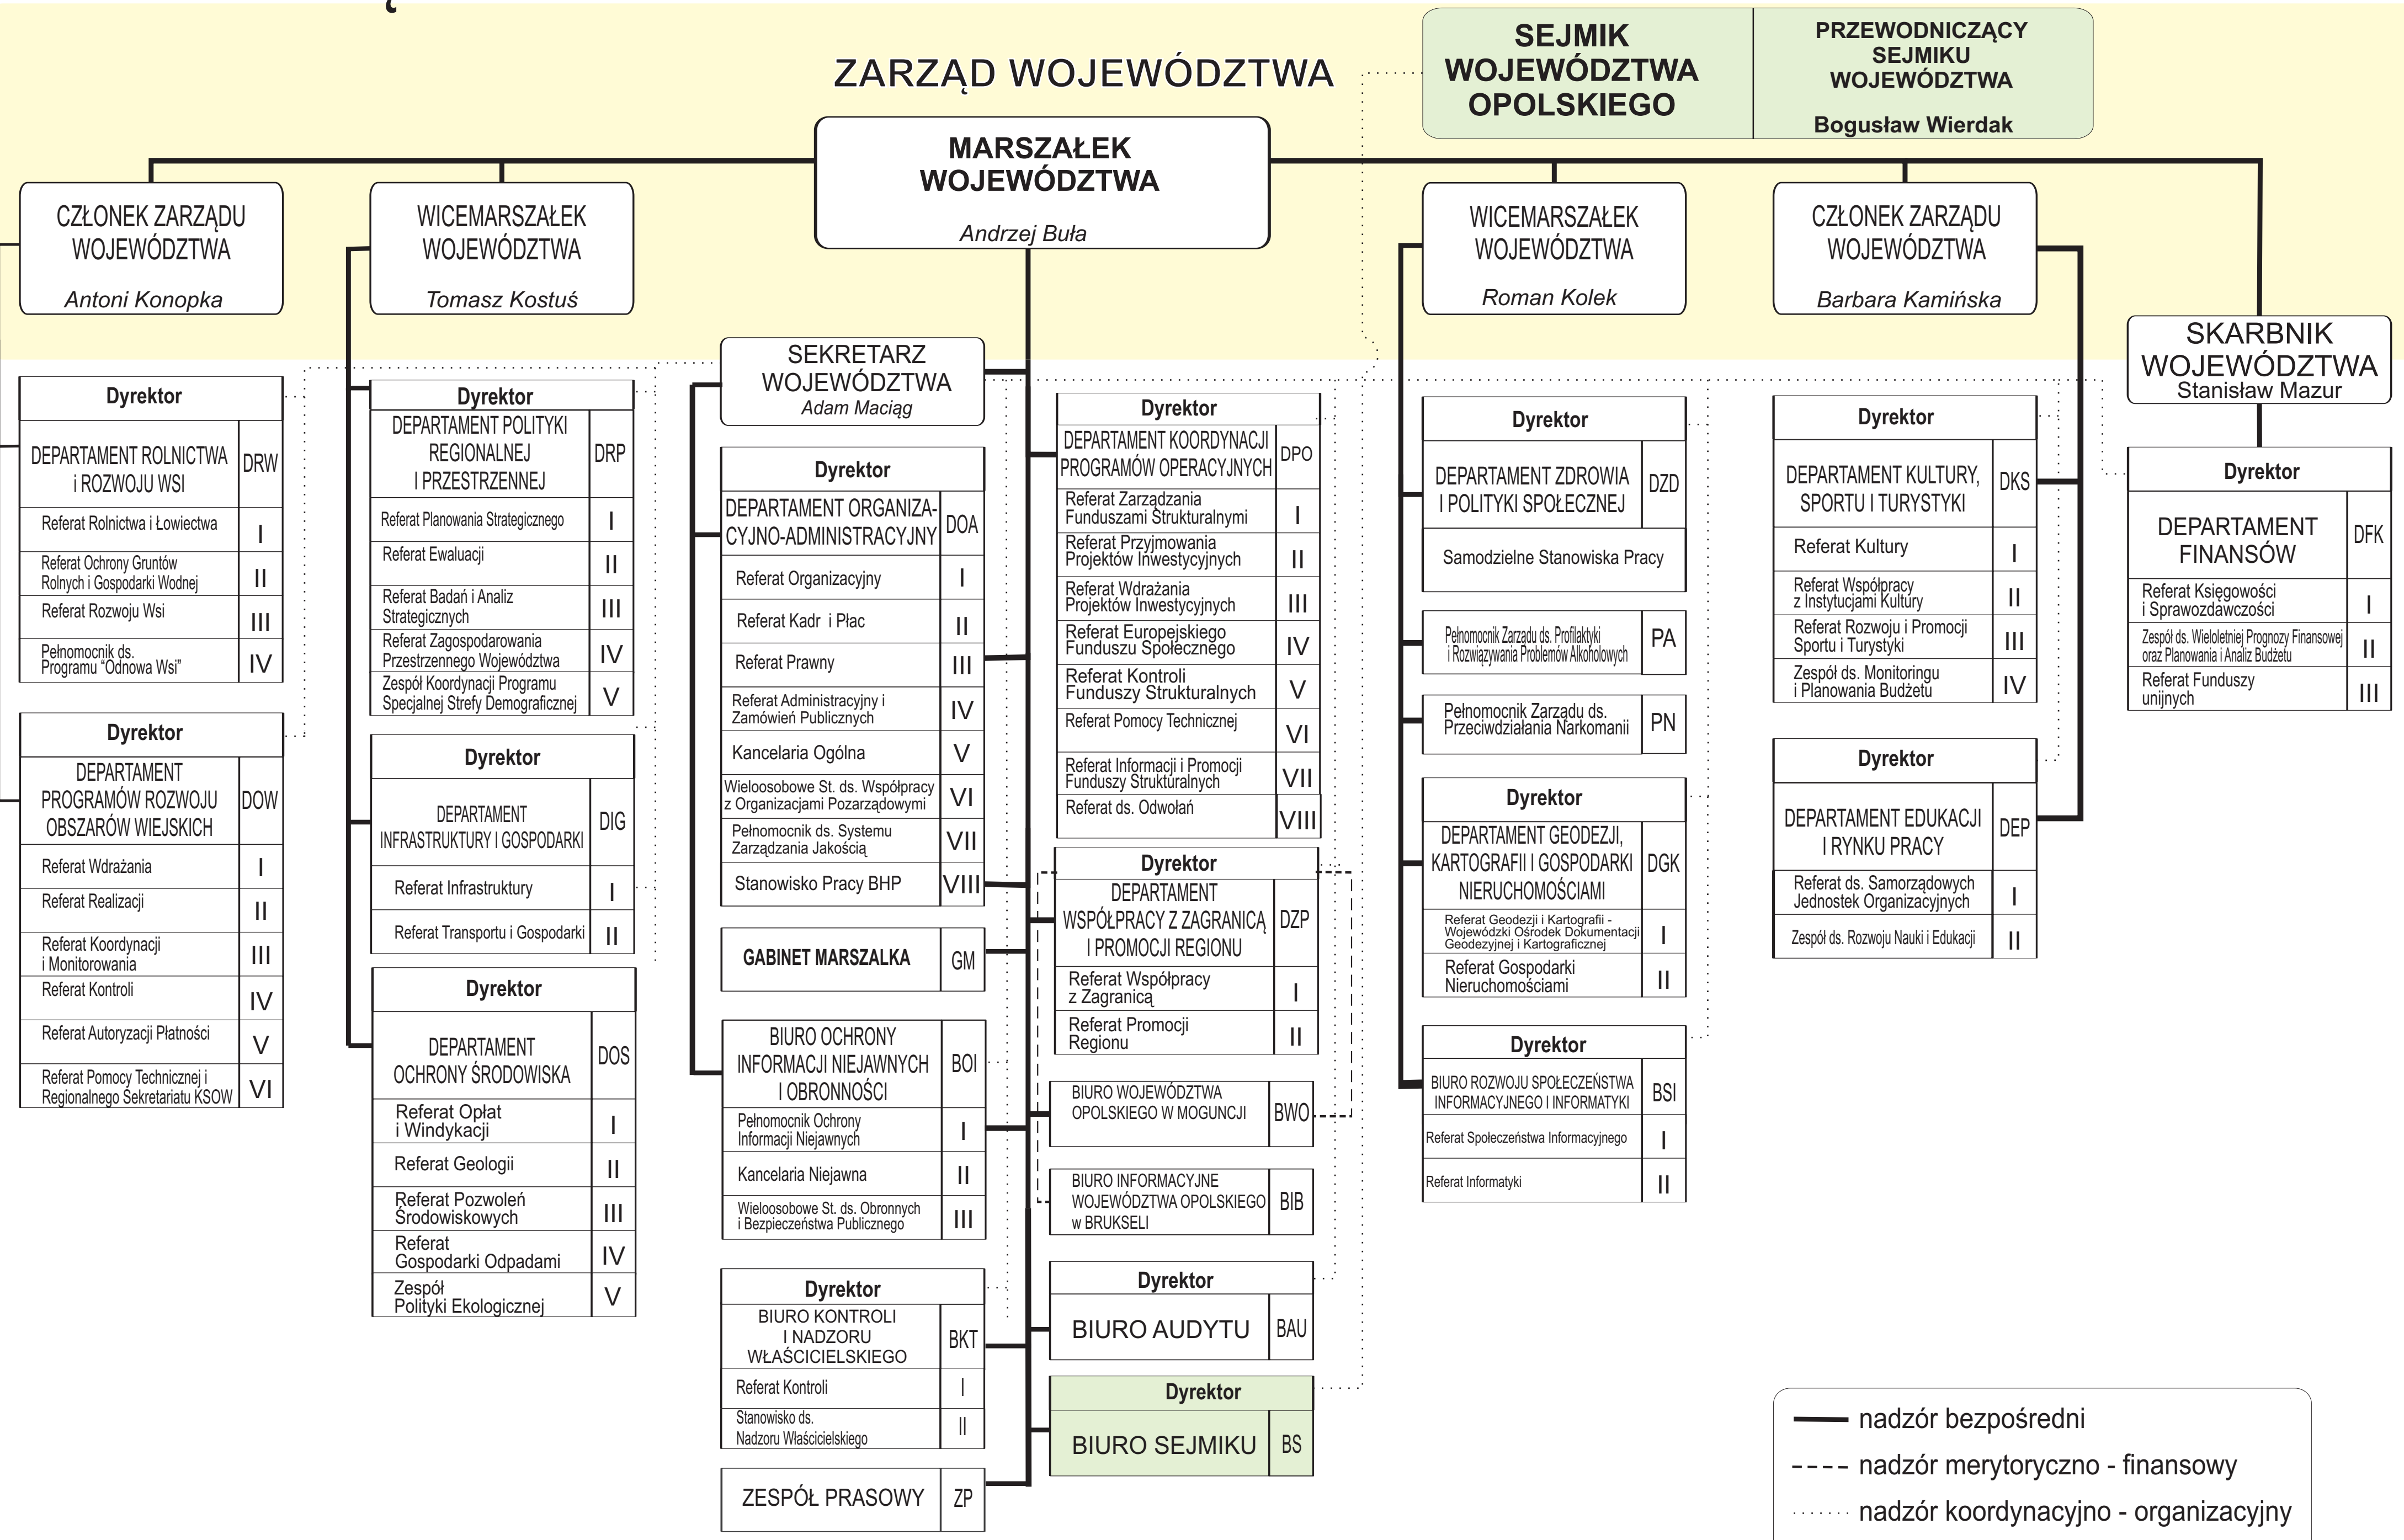 ZARZĄD WOJEWÓDZTWA
SEJMIK
WOJEWÓDZTWA
OPOLSKIEGO
PRZEWODNICZĄCY
SEJMIKU
WOJEWÓDZTWA
Bogusław Wierdak
MARSZAŁEK
WOJEWÓDZTWA
Andrzej Buła
CZŁONEK ZARZĄDU
WOJEWÓDZTWA
Antoni Konopka
WICEMARSZAŁEK
WOJEWÓDZTWA
Tomasz Kostuś
WICEMARSZAŁEK
WOJEWÓDZTWA
Roman Kolek
CZŁONEK ZARZĄDU
WOJEWÓDZTWA
Barbara Kamińska
SKARBNIK
WOJEWÓDZTWA
Stanisław Mazur
SEKRETARZ
WOJEWÓDZTWA
Adam Maciąg
Dyrektor
DEPARTAMENT ROLNICTWA
i ROZWOJU WSI
DRW
Referat Rolnictwa i Łowiectwa
I
Referat Ochrony Gruntów
Rolnych i Gospodarki Wodnej
II
Referat Rozwoju Wsi
III
Pełnomocnik ds.
Programu “Odnowa Wsi”
IV
Dyrektor
DEPARTAMENT
PROGRAMÓW ROZWOJU
OBSZARÓW WIEJSKICH
DOW
Referat Wdrażania
I
Referat Realizacji
II
Referat Koordynacji
i Monitorowania
III
Referat Kontroli
IV
Referat Autoryzacji Płatności
V
Referat Pomocy Technicznej i
Regionalnego Sekretariatu KSOW
VI
Dyrektor
DEPARTAMENT POLITYKI
REGIONALNEJ
I PRZESTRZENNEJ
DRP
Referat Planowania Strategicznego
I
Referat Ewaluacji
II
Referat Badań i Analiz
Strategicznych
III
Referat Zagospodarowania
Przestrzennego Województwa
IV
Zespół Koordynacji Programu
Specjalnej Strefy Demograficznej
V
Dyrektor
DEPARTAMENT
INFRASTRUKTURY I GOSPODARKI
DIG
Referat Infrastruktury
I
Referat Transportu i Gospodarki
II
Dyrektor
DEPARTAMENT
OCHRONY ŚRODOWISKA
DOS
Referat Opłat
i Windykacji
I
Referat Geologii
II
Referat Pozwoleń
Środowiskowych
III
Referat
Gospodarki Odpadami
IV
Zespół
Polityki Ekologicznej
V
Dyrektor
DEPARTAMENT ORGANIZA-
CYJNO-ADMINISTRACYJNY
DOA
Referat Organizacyjny
I
Referat Kadr i Płac
II
Referat Prawny
III
Referat Administracyjny i
Zamówień Publicznych
IV
Kancelaria Ogólna
V
Wieloosobowe St. ds. Współpracy
z Organizacjami Pozarządowymi
VI
Pełnomocnik ds. Systemu
Zarządzania Jakością
VII
Stanowisko Pracy BHP
VIII
GABINET MARSZALKA
GM
BIURO OCHRONY
INFORMACJI NIEJAWNYCH
I OBRONNOŚCI
BOI
Pełnomocnik Ochrony
Informacji Niejawnych
I
Kancelaria Niejawna
II
Wieloosobowe St. ds. Obronnych
i Bezpieczeństwa Publicznego
III
Dyrektor
BIURO KONTROLI
I NADZORU
WŁAŚCICIELSKIEGO
BKT
Referat Kontroli
I
Stanowisko ds.
Nadzoru Właścicielskiego
II
ZESPÓŁ PRASOWY
ZP
Dyrektor
DEPARTAMENT KOORDYNACJI
PROGRAMÓW OPERACYJNYCH
DPO
Referat Zarządzania
Funduszami Strukturalnymi
I
Referat Przyjmowania
Projektów Inwestycyjnych
II
Referat Wdrażania
Projektów Inwestycyjnych
III
Referat Europejskiego
Funduszu Społecznego
IV
Referat Kontroli
Funduszy Strukturalnych
V
Referat Pomocy Technicznej
VI
Referat Informacji i Promocji
Funduszy Strukturalnych
VII
Referat ds. Odwołań
VIII
Dyrektor
DEPARTAMENT
WSPÓŁPRACY Z ZAGRANICĄ
I PROMOCJI REGIONU
DZP
Referat Współpracy
z Zagranicą
I
Referat Promocji
Regionu
II
BIURO WOJEWÓDZTWA
OPOLSKIEGO W MOGUNCJI
BWO
BIURO INFORMACYJNE
WOJEWÓDZTWA OPOLSKIEGO
w BRUKSELI
BIB
Dyrektor
BIURO AUDYTU
BAU
Dyrektor
BIURO SEJMIKU
BS
Dyrektor
DEPARTAMENT ZDROWIA
I POLITYKI SPOŁECZNEJ
DZD
Samodzielne Stanowiska Pracy
Pełnomocnik Zarządu ds. Profilaktyki
i Rozwiązywania Problemów Alkoholowych
PA
Pełnomocnik Zarządu ds.
Przeciwdziałania Narkomanii
PN
Dyrektor
DEPARTAMENT GEODEZJI,
KARTOGRAFII I GOSPODARKI
NIERUCHOMOŚCIAMI
DGK
Referat Geodezji i Kartografii -
Wojewódzki Ośrodek Dokumentacji
Geodezyjnej i Kartograficznej
I
Referat Gospodarki
Nieruchomościami
II
Dyrektor
BIURO ROZWOJU SPOŁECZEŃSTWA
INFORMACYJNEGO I INFORMATYKI
BSI
Referat Społeczeństwa Informacyjnego
I
Referat Informatyki
II
Dyrektor
DEPARTAMENT KULTURY,
SPORTU I TURYSTYKI
DKS
Referat Kultury
I
Referat Współpracy
z Instytucjami Kultury
II
Referat Rozwoju i Promocji
Sportu i Turystyki
III
Zespół ds. Monitoringu
i Planowania Budżetu
IV
Dyrektor
DEPARTAMENT EDUKACJI
I RYNKU PRACY
DEP
Referat ds. Samorządowych
Jednostek Organizacyjnych
I
Zespół ds. Rozwoju Nauki i Edukacji
II
Dyrektor
DEPARTAMENT
FINANSÓW
DFK
Referat Księgowości
i Sprawozdawczości
I
Zespół ds. Wieloletniej Prognozy Finansowej
oraz Planowania i Analiz Budżetu
II
Referat Funduszy
unijnych
III
nadzór bezpośredni
nadzór merytoryczno - finansowy
nadzór koordynacyjno - organizacyjny